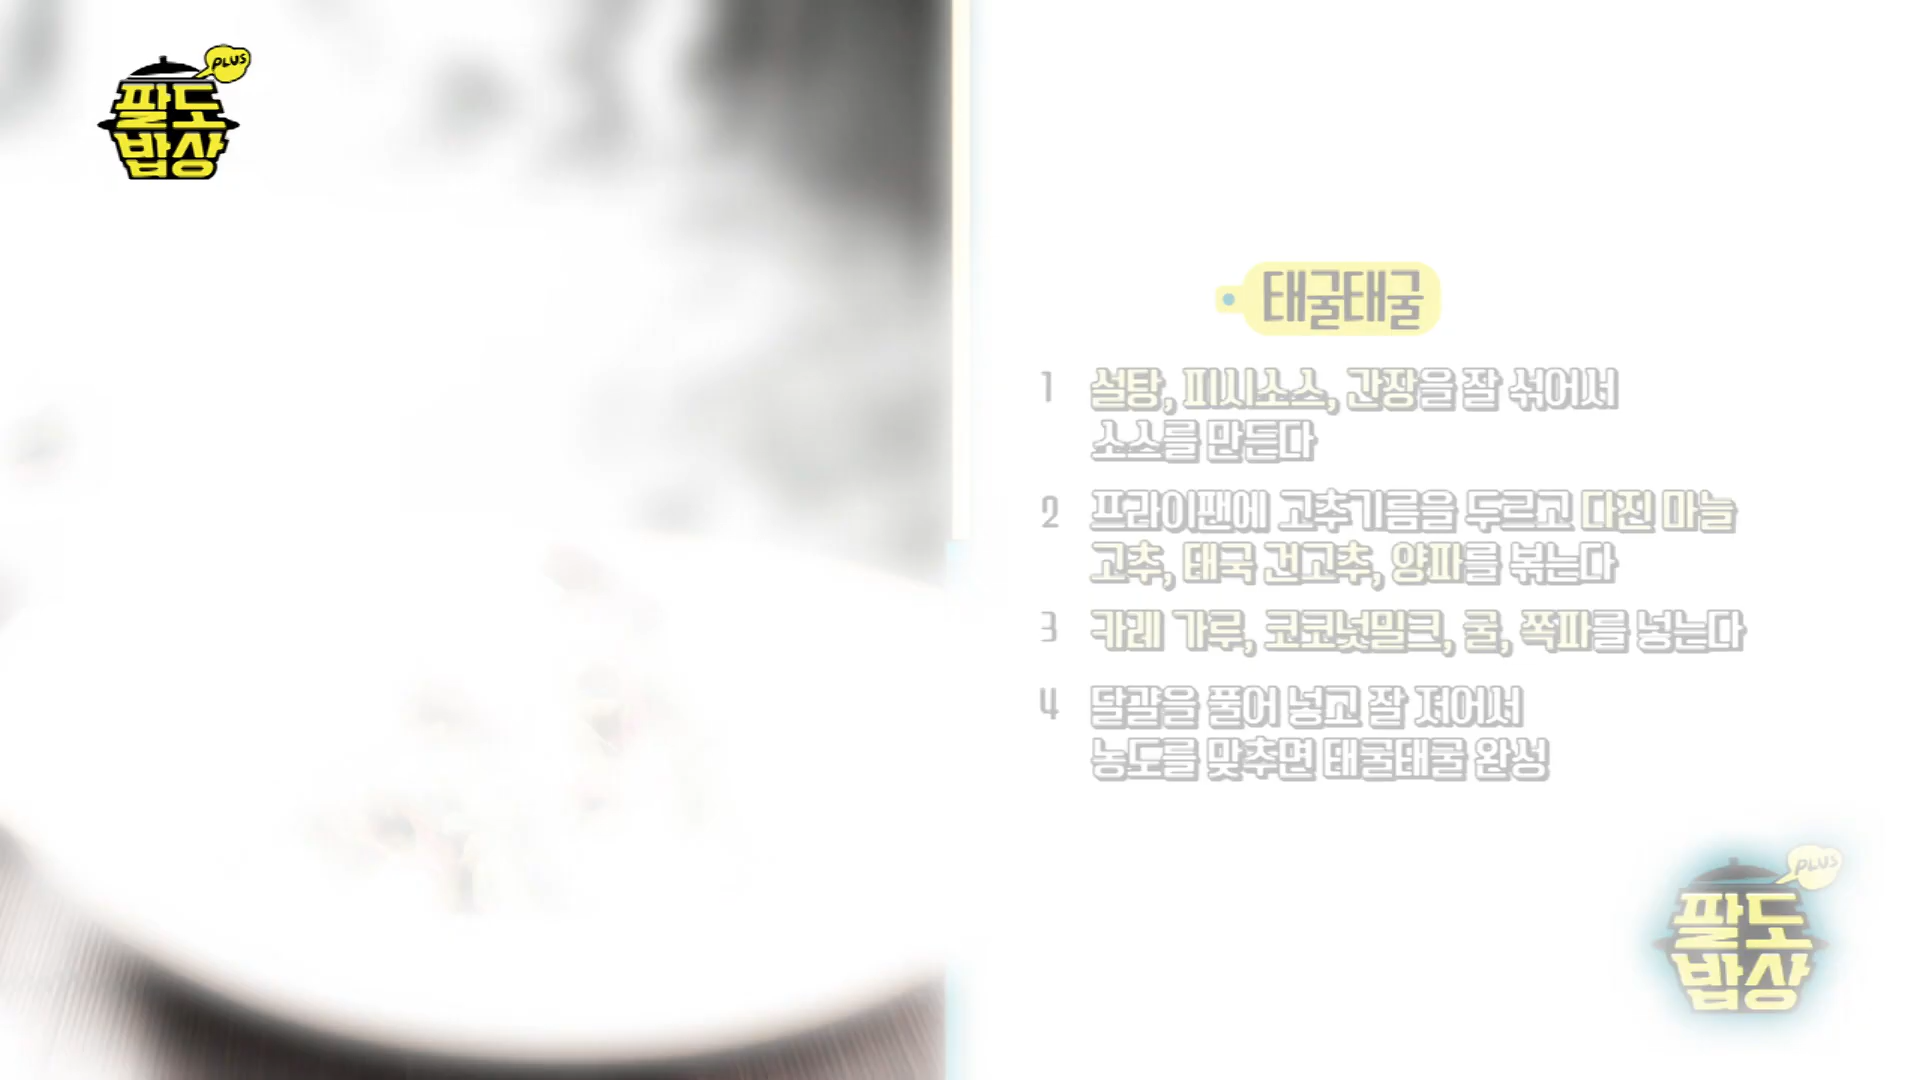 PLUS
팔도
밥상
태굴태굴
1 설탕, 피시소스, 간장을 잘 섞어서
소스를 만든다
2 프라이팬에 고추기름을 두르고 다진 마늘
고추, 태국 건고추, 양파를 볶는다
3 카레 가루, 코코넛밀크, 굴, 쪽파를 넣는다
4 달걀을 풀어 넣고 잘 저어서
농도를 맞추면 태굴태굴 완성
PLUS
팔도
밥상